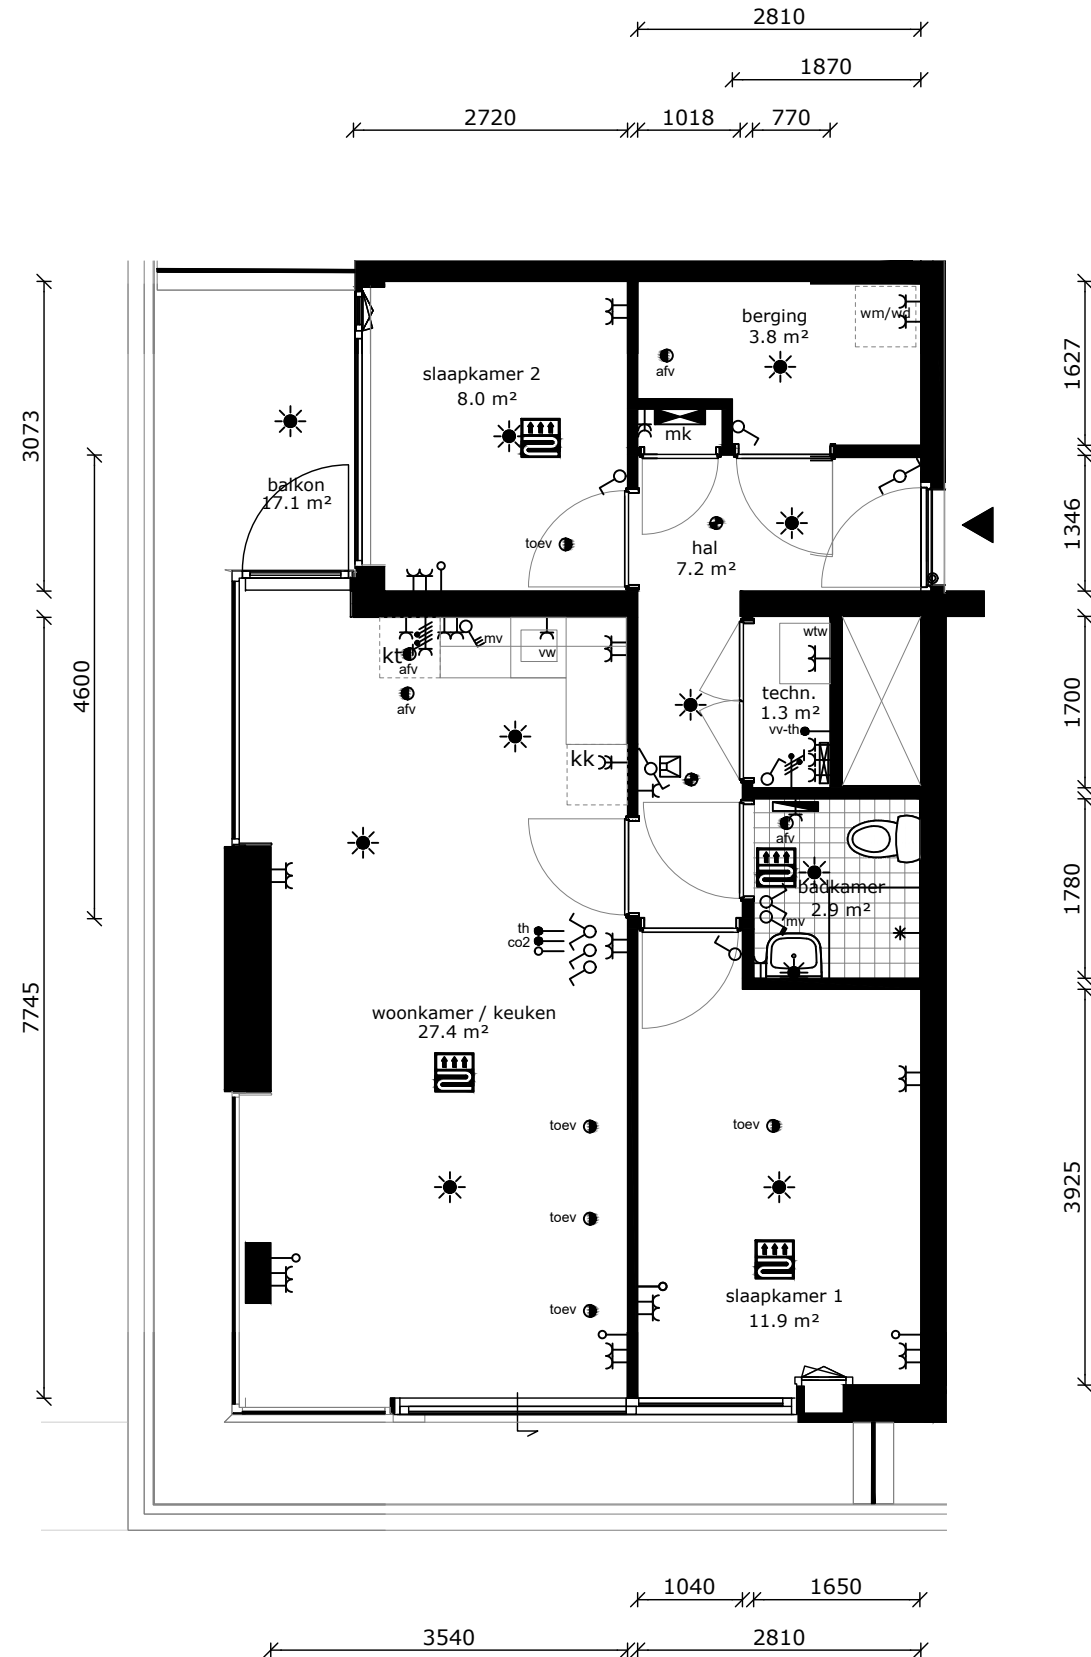 2810
1870
2720
1018
770
berging
3.8 m²
wm/wd
afv
slaapkamer 2
8.0 m²
mk
3073
1627
balkon
17.1 m²
toev
hal
7.2 m²
1346
4600
kt
afv
afv
mv
vw
wtw
techn.
1.3 m²
vv-th
1700
kk
afv
badkamer
2.9 m²
mv
1780
th
co2
7745
woonkamer / keuken
27.4 m²
toev
toev
toev
toev
3925
slaapkamer 1
11.9 m²
1040
1650
3540
2810